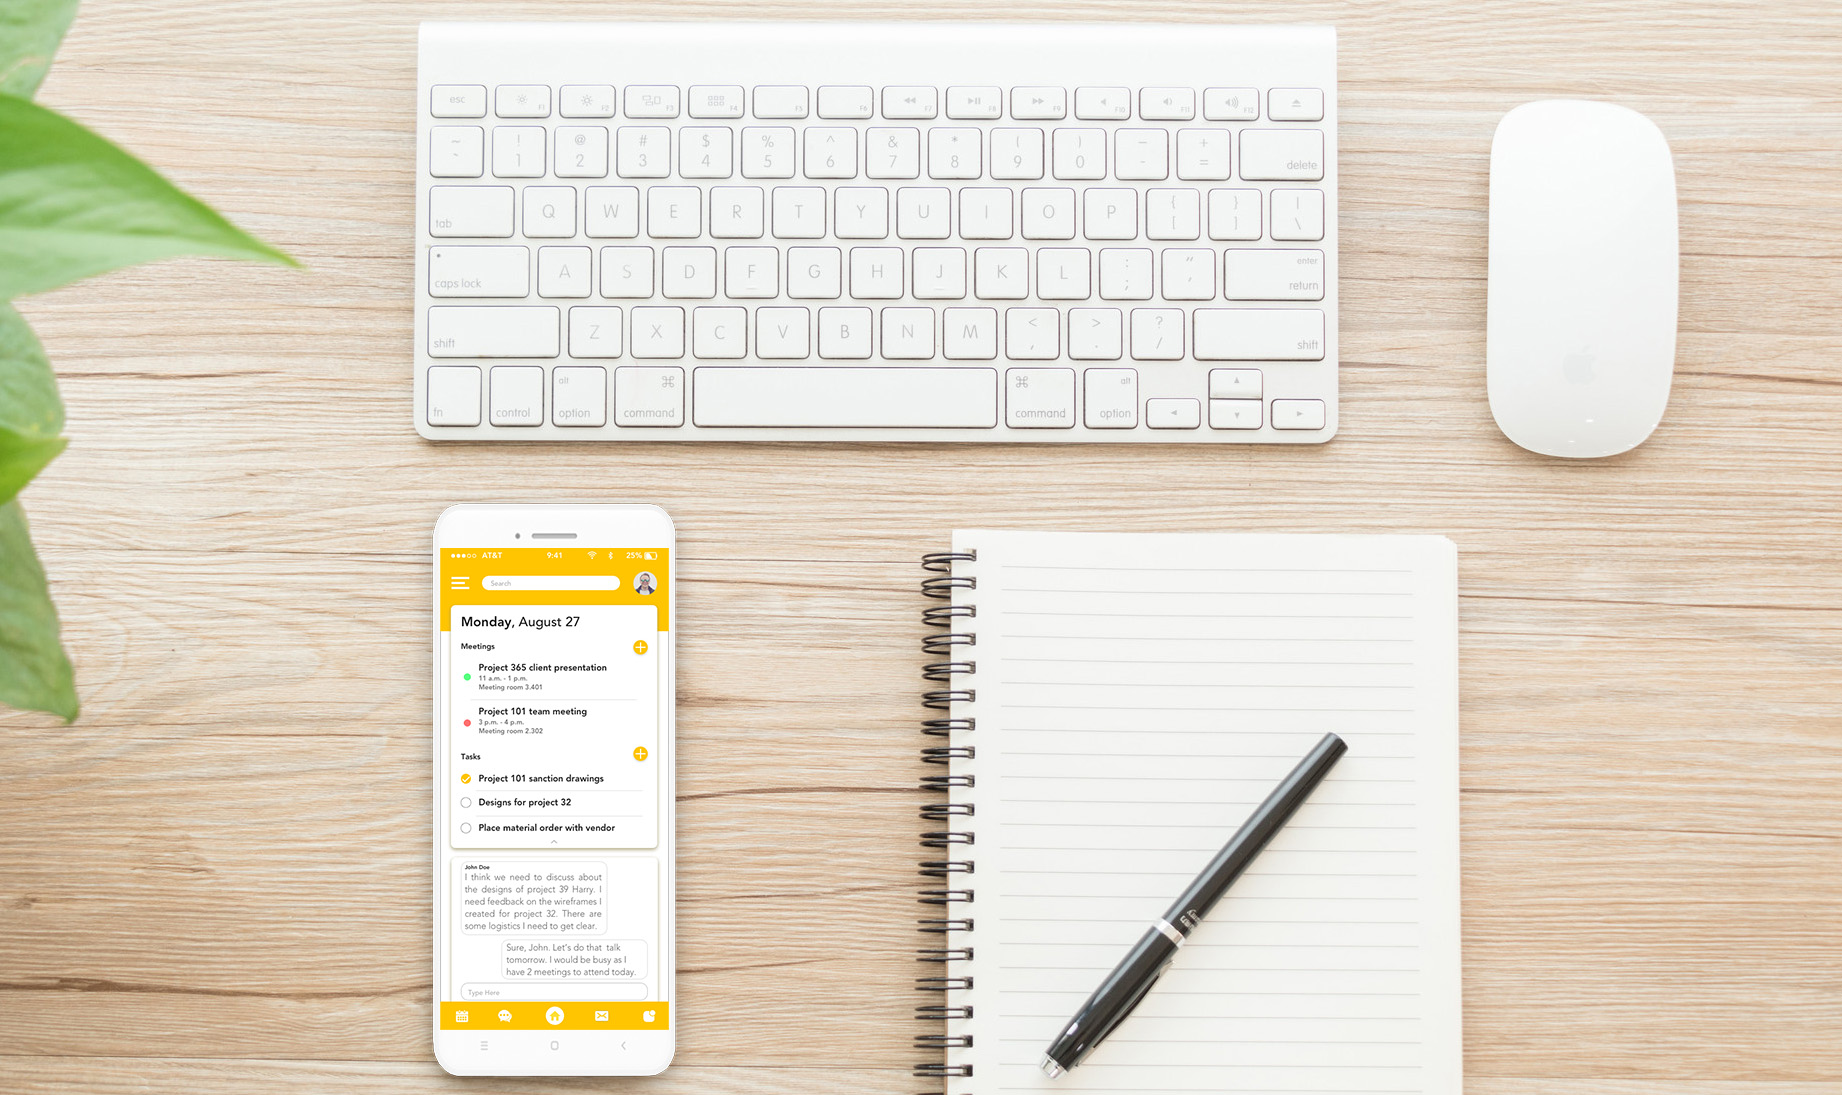 esc F1 F2 F3 F4 F5 F6 F7 F8 F9 F10 F11 F12
~ ! @ # $ % ^ & * ( ) _ +
` 1 2 3 4 5 6 7 8 9 0 - = delete
tab Q W E R T Y U I O P { [ } ] | \
caps lock A S D F G H J K L : ; " ' enter return
shift Z X C V B N M < , > . ? / shift
fn control alt option ⌘ command ⌘ command alt option
AT&T 9:41 25%
Search
Monday, August 27
Meetings
Project 365 client presentation
11 a.m. - 1 p.m.
Meeting room 3.401
Project 101 team meeting
3 p.m. - 4 p.m.
Meeting room 2.302
Tasks
Project 101 sanction drawings
Designs for project 32
Place material order with vendor
John Doe
I think we need to discuss about
the designs of project 39 Harry. I
need feedback on the wireframes I
created for project 32. There are
some logistics I need to get clear.
Sure, John. Let's do that talk
tomorrow. I would be busy as I
have 2 meetings to attend today.
Type Here